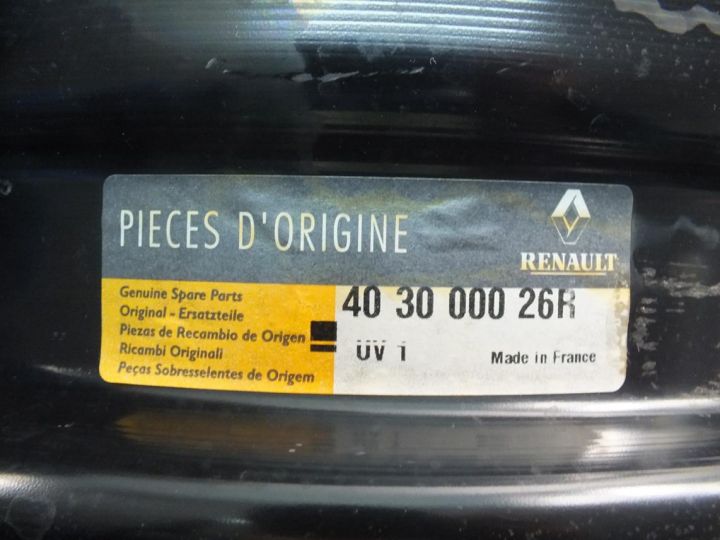 PIECES D'ORIGINE
RENAULT
Genuine Spare Parts
Original - Ersatzteile
Piezas de Recambio de Origen
Ricambi Originali
Peças Sobresselentes de Origem
40 30 000 26R
UV 1
Made in France